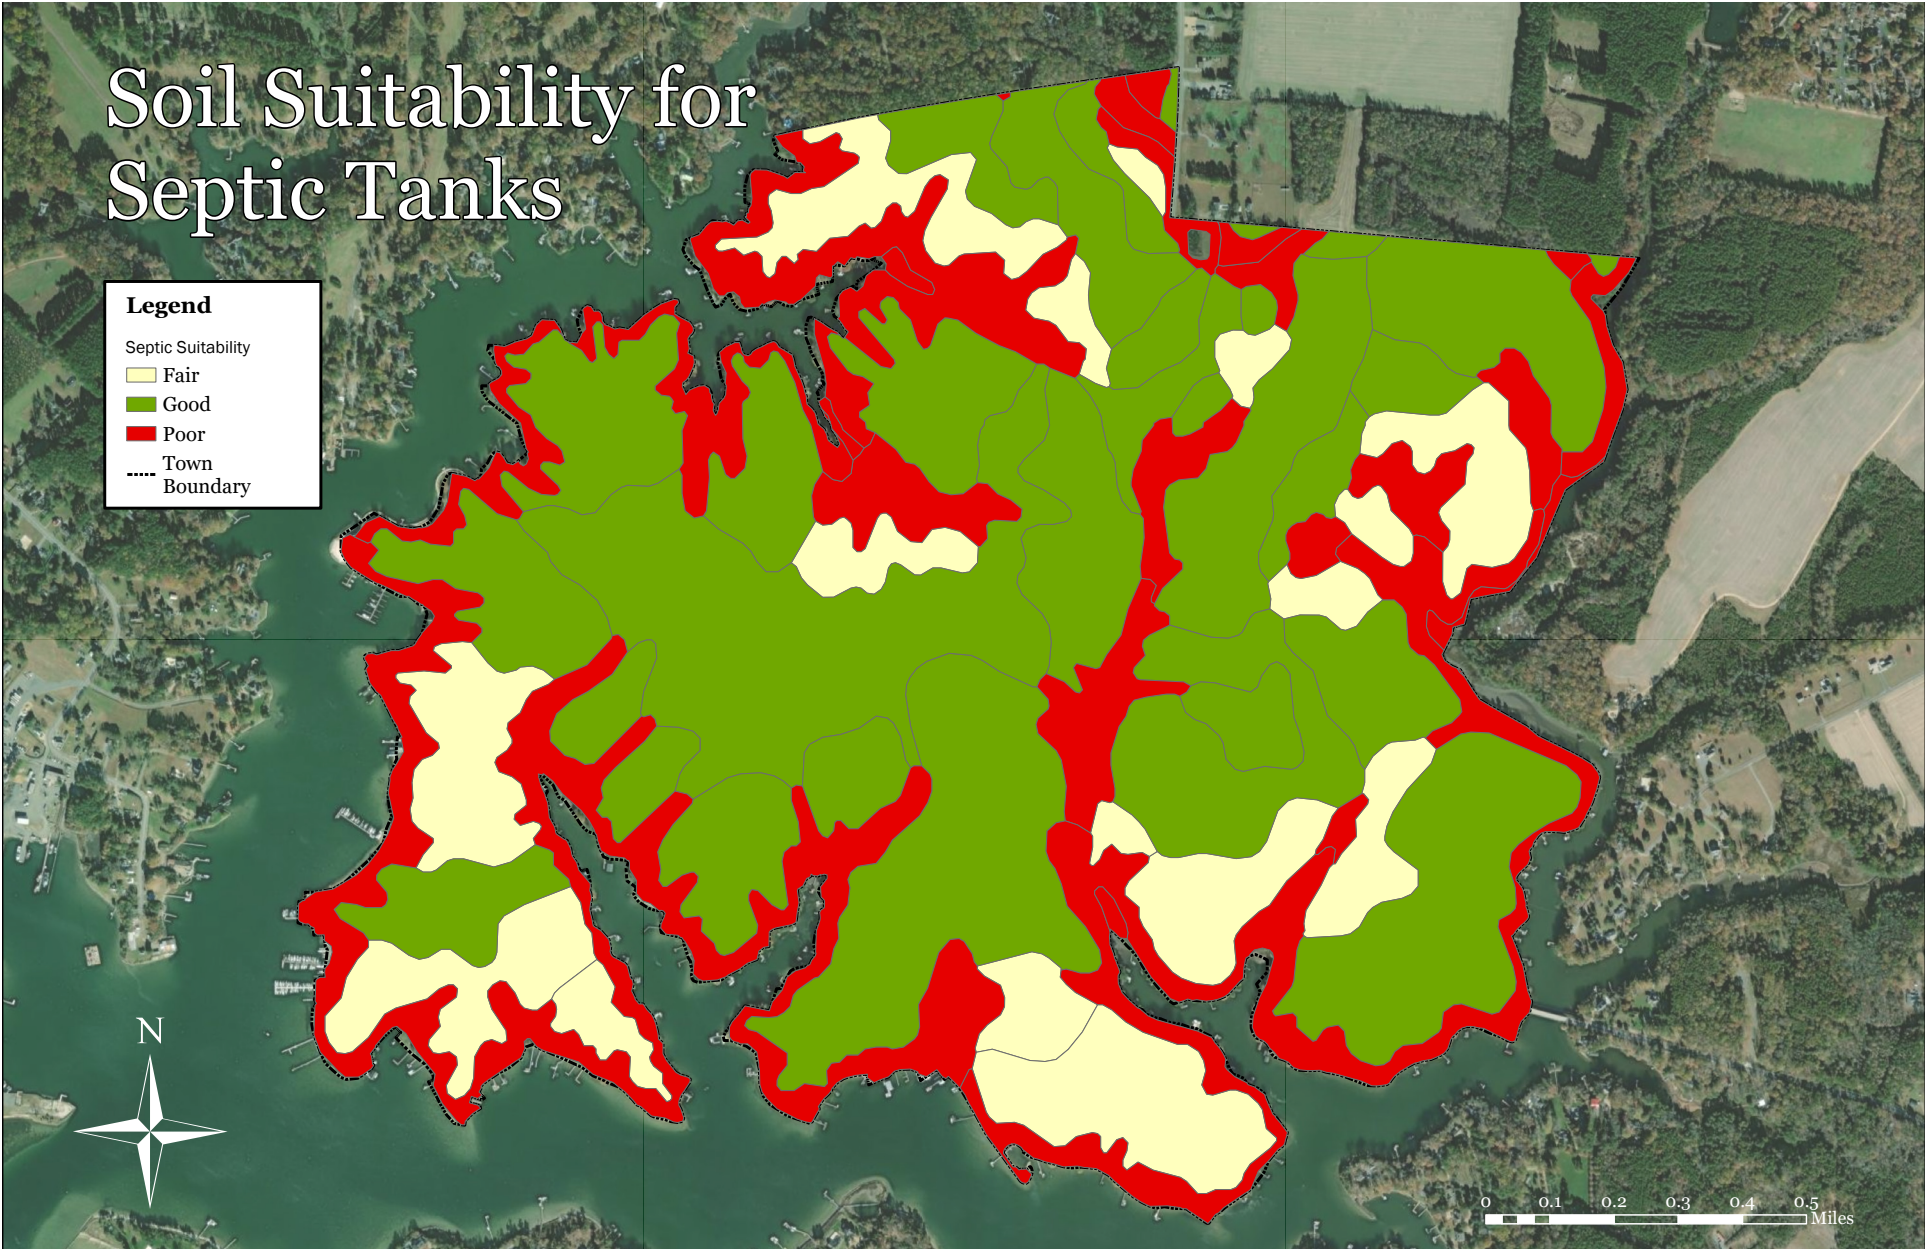 Soil Suitability for
Septic Tanks
Legend
Septic Suitability
Fair
Good
Poor
Town
Boundary
N
0 0.1 0.2 0.3 0.4 0.5
Miles